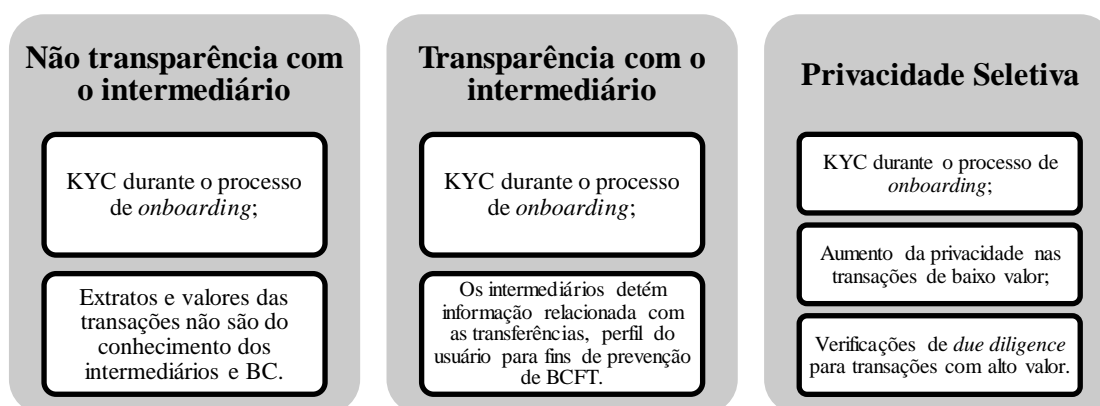 Não transparência com
o intermediário
KYC durante o processo
de onboarding;
Extratos e valores das
transações não são do
conhecimento dos
intermediários e BC.
Transparência com o
intermediário
KYC durante o processo
de onboarding;
Os intermediários detém
informação relacionada com
as transferências, perfil do
usuário para fins de prevenção
de BCFT.
Privacidade Seletiva
KYC durante o processo de
onboarding;
Aumento da privacidade nas
transações de baixo valor;
Verificações de due diligence
para transações com alto valor.